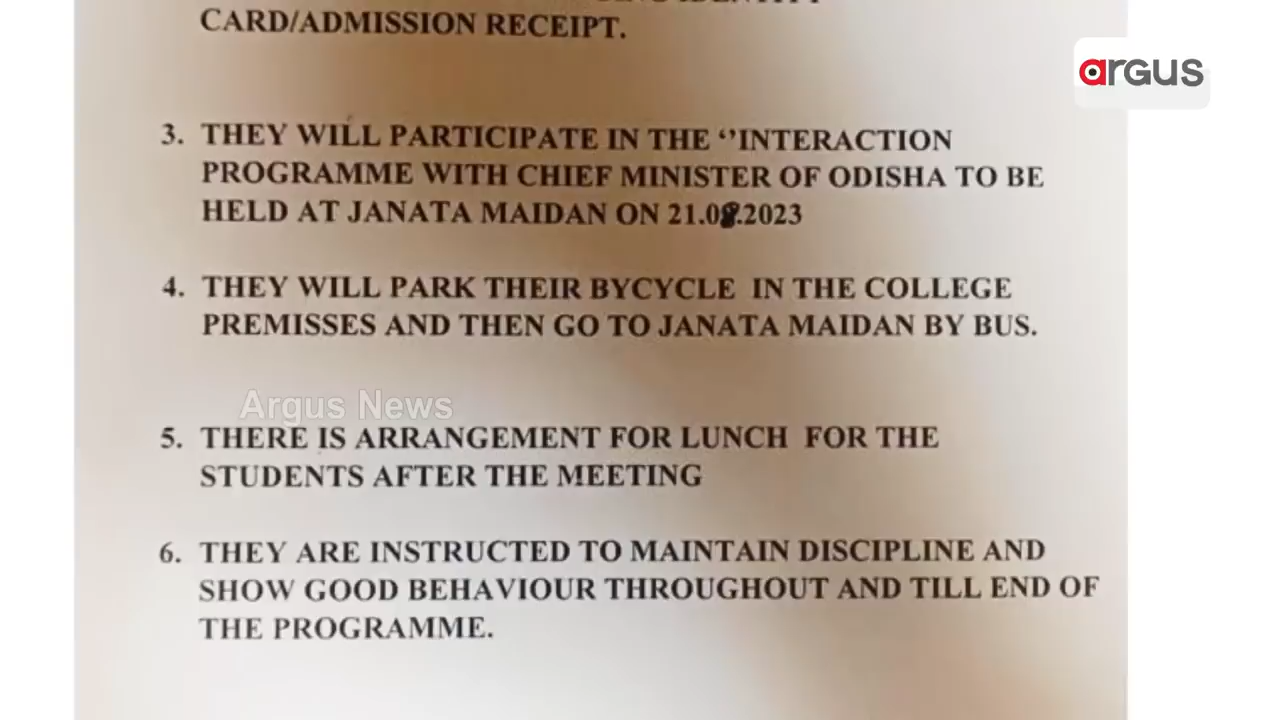 CARD/ADMISSION RECEIPT.
argus
3. THEY WILL PARTICIPATE IN THE ‘’INTERACTION
PROGRAMME WITH CHIEF MINISTER OF ODISHA TO BE
HELD AT JANATA MAIDAN ON 21.08.2023
4. THEY WILL PARK THEIR BYCYCLE IN THE COLLEGE
PREMISSES AND THEN GO TO JANATA MAIDAN BY BUS.
Argus News
5. THERE IS ARRANGEMENT FOR LUNCH FOR THE
STUDENTS AFTER THE MEETING
6. THEY ARE INSTRUCTED TO MAINTAIN DISCIPLINE AND
SHOW GOOD BEHAVIOUR THROUGHOUT AND TILL END OF
THE PROGRAMME.